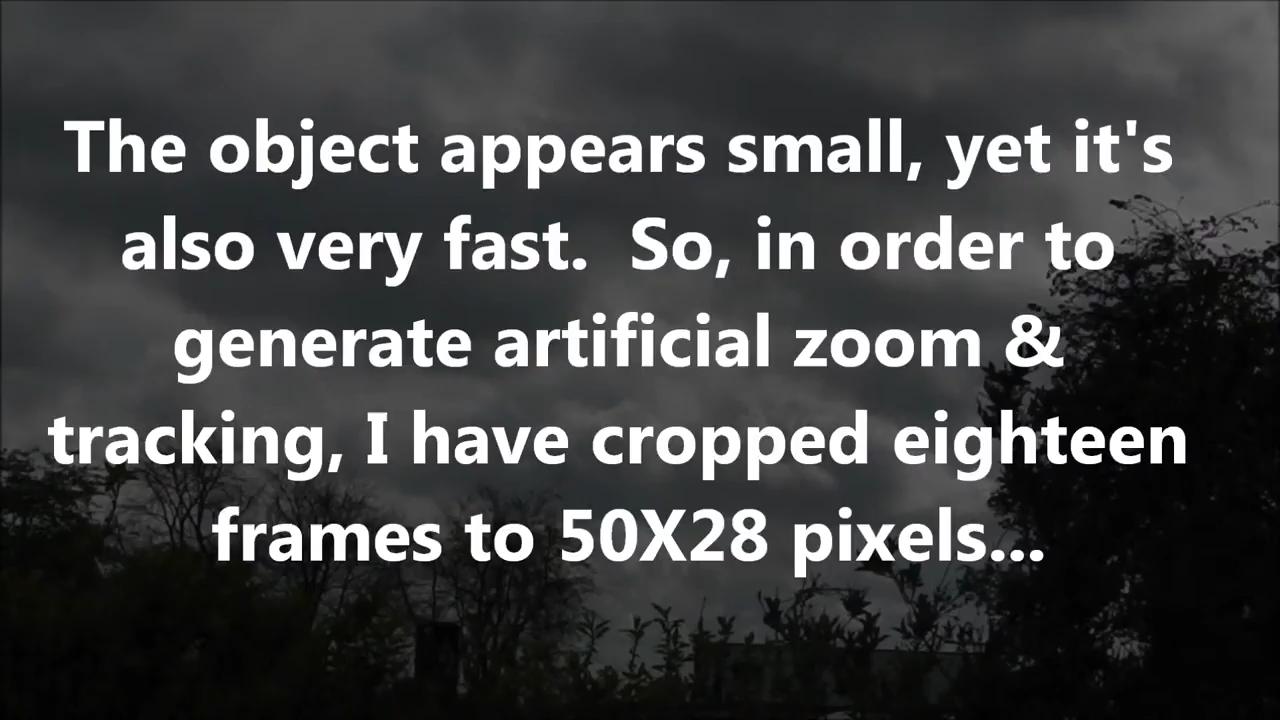 The object appears small, yet it's
also very fast.  So, in order to
generate artificial zoom &
tracking, I have cropped eighteen
frames to 50X28 pixels...